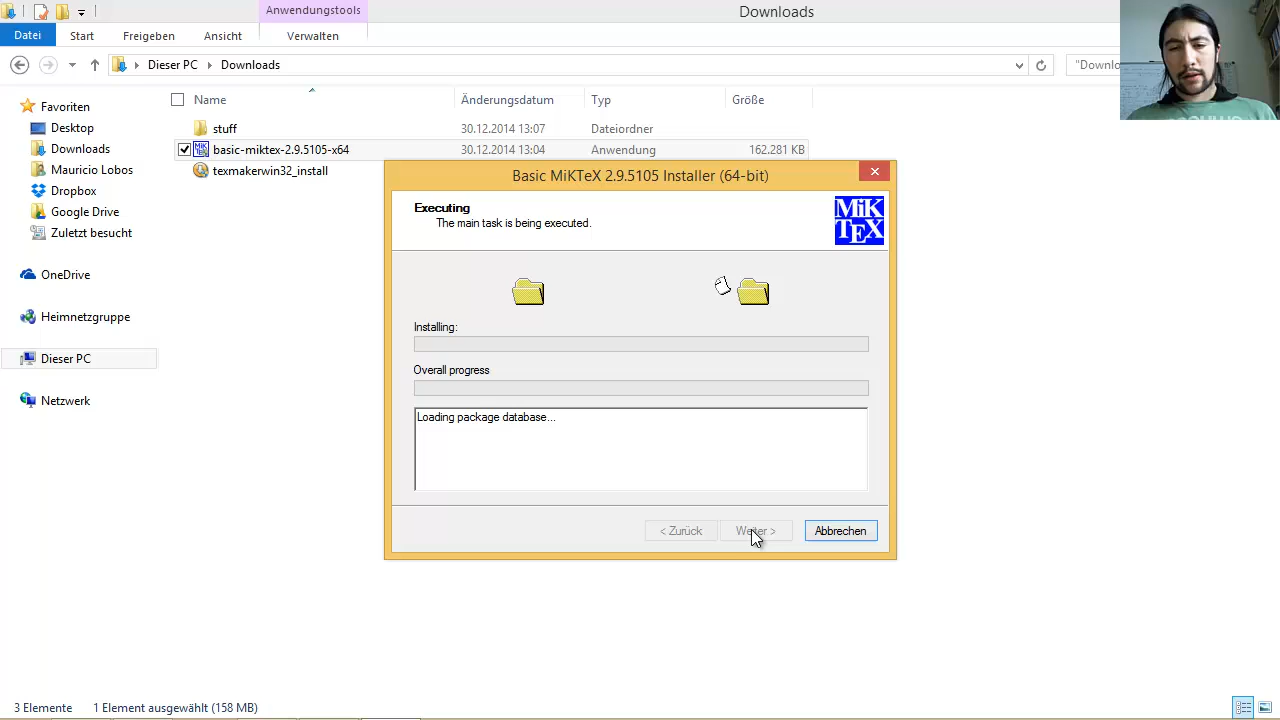 Anwendungstools
Downloads
Datei Start Freigeben Ansicht Verwalten
Dieser PC Downloads
"Downlo
Name Änderungsdatum Typ Größe
Favoriten
Desktop
Downloads
Mauricio Lobos
Dropbox
Google Drive
Zuletzt besucht
OneDrive
Heimnetzgruppe
Dieser PC
Netzwerk
stuff 30.12.2014 13:07 Dateiordner
basic-miktex-2.9.5105-x64 30.12.2014 13:04 Anwendung 162.281 KB
texmakerwin32_install
Basic MiKTeX 2.9.5105 Installer (64-bit)
Executing
The main task is being executed.
MiK
TEX
Installing:
Overall progress
Loading package database...
< Zurück Weiter > Abbrechen
3 Elemente 1 Element ausgewählt (158 MB)